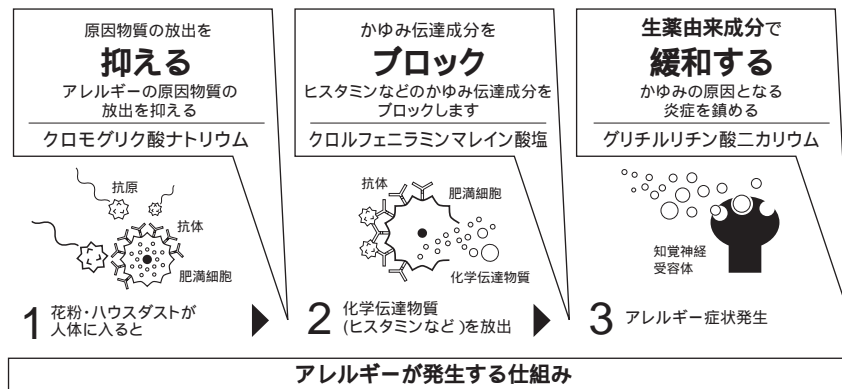 原因物質の放出を
抑える
アレルギーの原因物質の
放出を抑える
クロモグリク酸ナトリウム
抗原
抗体
肥満細胞
1 花粉・ハウスダストが
人体に入ると
かゆみ伝達成分を
ブロック
ヒスタミンなどのかゆみ伝達成分を
ブロックします
クロルフェニラミンマレイン酸塩
抗体
肥満細胞
化学伝達物質
2 化学伝達物質
(ヒスタミンなど)を放出
生薬由来成分で
緩和する
かゆみの原因となる
炎症を鎮める
グリチルリチン酸二カリウム
知覚神経
受容体
3 アレルギー症状発生
アレルギーが発生する仕組み